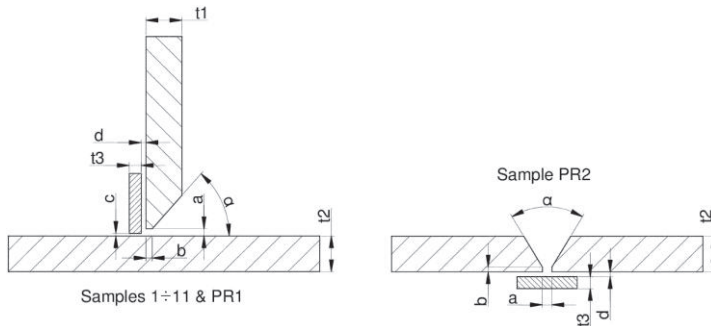 t1
d
t3
c
a
α
b
t2
Samples 1÷11 & PR1
Sample PR2
α
t2
b
a
t3
d